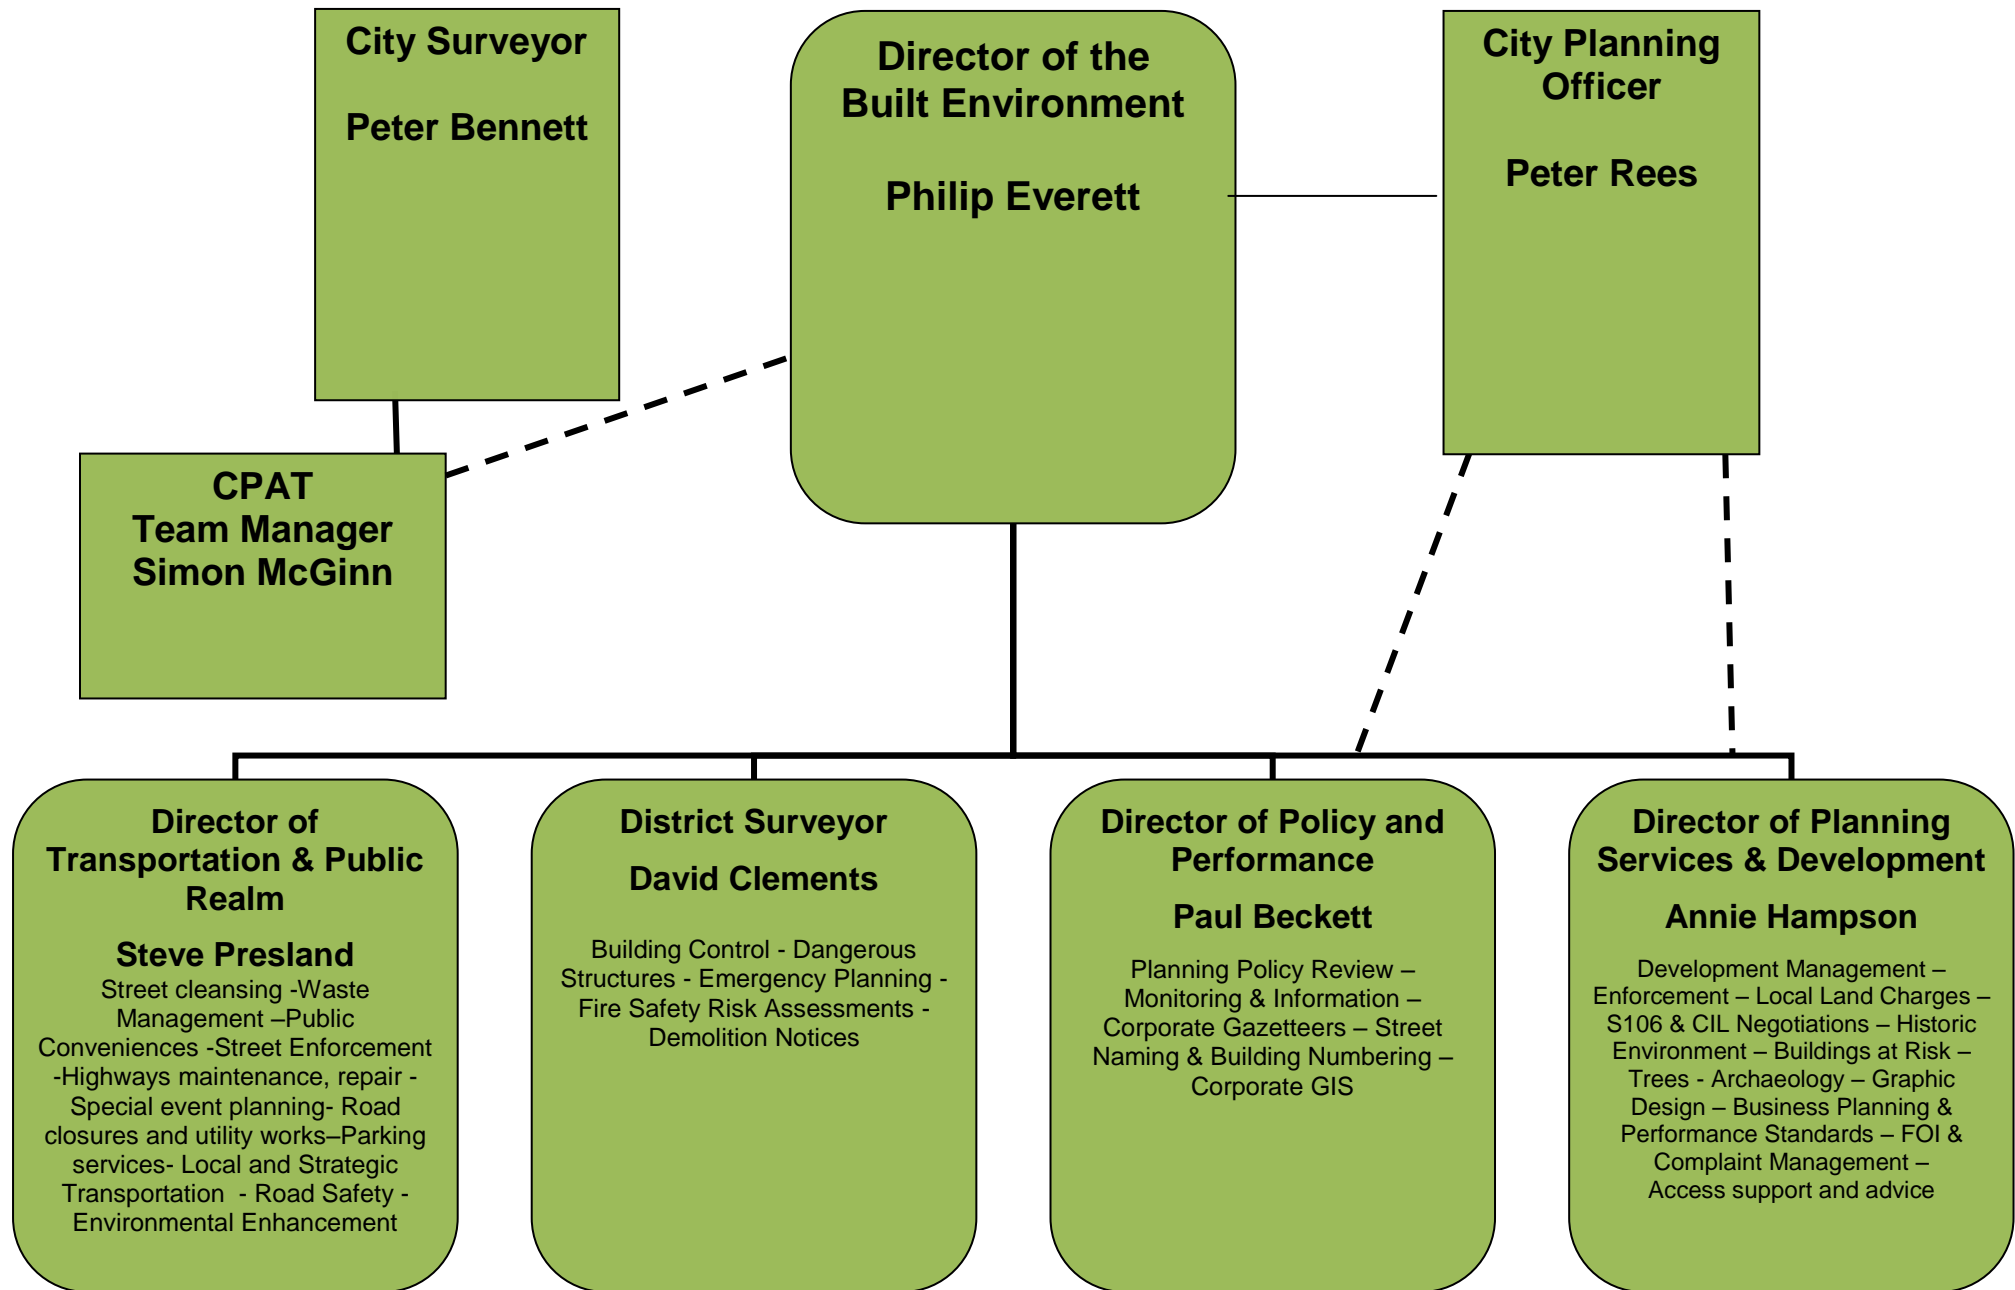 City Surveyor
Peter Bennett
Director of the
Built Environment
Philip Everett
City Planning
Officer
Peter Rees
CPAT
Team Manager
Simon McGinn
Director of
Transportation & Public
Realm
Steve Presland
Street cleansing -Waste
Management –Public
Conveniences -Street Enforcement
-Highways maintenance, repair -
Special event planning- Road
closures and utility works–Parking
services- Local and Strategic
Transportation  - Road Safety -
Environmental Enhancement
District Surveyor
David Clements
Building Control - Dangerous
Structures - Emergency Planning -
Fire Safety Risk Assessments -
Demolition Notices
Director of Policy and
Performance
Paul Beckett
Planning Policy Review –
Monitoring & Information –
Corporate Gazetteers – Street
Naming & Building Numbering –
Corporate GIS
Director of Planning
Services & Development
Annie Hampson
Development Management –
Enforcement – Local Land Charges –
S106 & CIL Negotiations – Historic
Environment – Buildings at Risk –
Trees - Archaeology – Graphic
Design – Business Planning &
Performance Standards – FOI &
Complaint Management –
Access support and advice